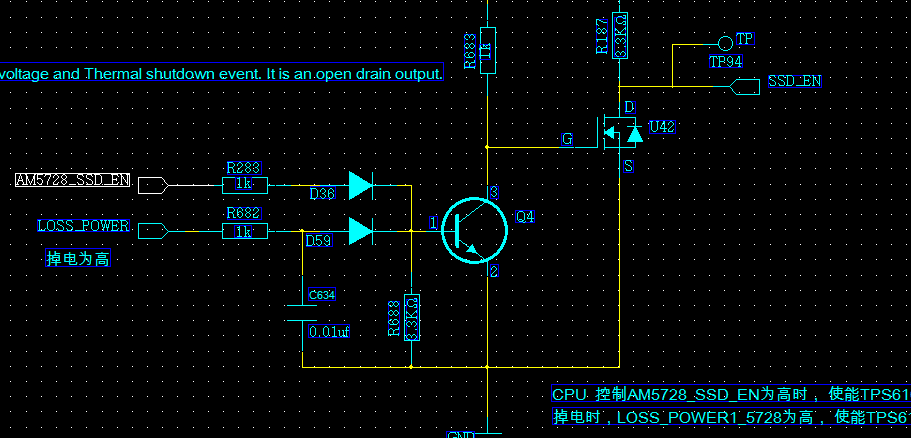 R683
1k
R187
3.3KΩ
TP
TP94
voltage and Thermal shutdown event. It is an open drain output.
SSD_EN
D
U42
G
S
R283
AM5728_SSD_EN
1k
D36
3
R682
Q4
LOSS_POWER
1k
1
D59
掉电为高
2
C634
R688
3.3KΩ
0.01uf
CPU 控制AM5728_SSD_EN为高时，使能TPS61
掉电时，LOSS_POWER1_5728为高，使能TPS61
GND